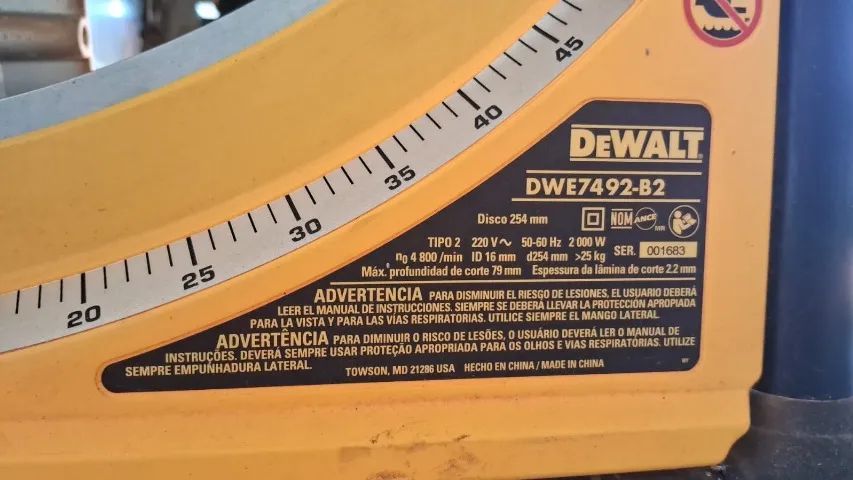 45
40
35
30
25
20
DEWALT
DWE7492-B2
Disco 254 mm
NOM ANCE MR
TIPO 2 220 V~ 50-60 Hz 2 000 W
n₀ 4 800/min ID 16 mm d254 mm >25 kg
SER. 001683
Máx. profundidad de corte 79 mm Espessura da lâmina de corte 2.2 mm
ADVERTENCIA PARA DISMINUIR EL RIESGO DE LESIONES, EL USUARIO DEBERÁ
LEER EL MANUAL DE INSTRUCCIONES. SIEMPRE SE DEBERÁ LLEVAR LA PROTECCIÓN APROPIADA
PARA LA VISTA Y PARA LAS VÍAS RESPIRATORIAS. UTILICE SIEMPRE EL MANGO LATERAL.
ADVERTÊNCIA PARA DIMINUIR O RISCO DE LESÕES, O USUÁRIO DEVERÁ LER O MANUAL DE
INSTRUÇÕES. DEVERÁ SEMPRE USAR PROTEÇÃO APROPRIADA PARA OS OLHOS E VIAS RESPIRATÓRIAS. UTILIZE
SEMPRE EMPUNHADURA LATERAL.
TOWSON, MD 21286 USA HECHO EN CHINA / MADE IN CHINA